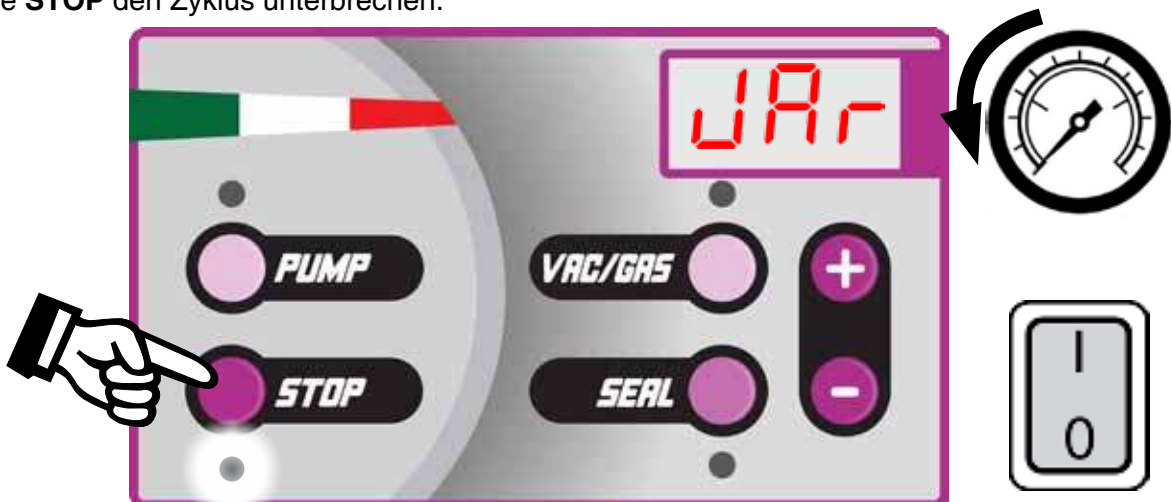 STOP den Zyklus unterbrechen.
JAr
PUMP
VAC/GAS
+
STOP
SEAL
-
I
0